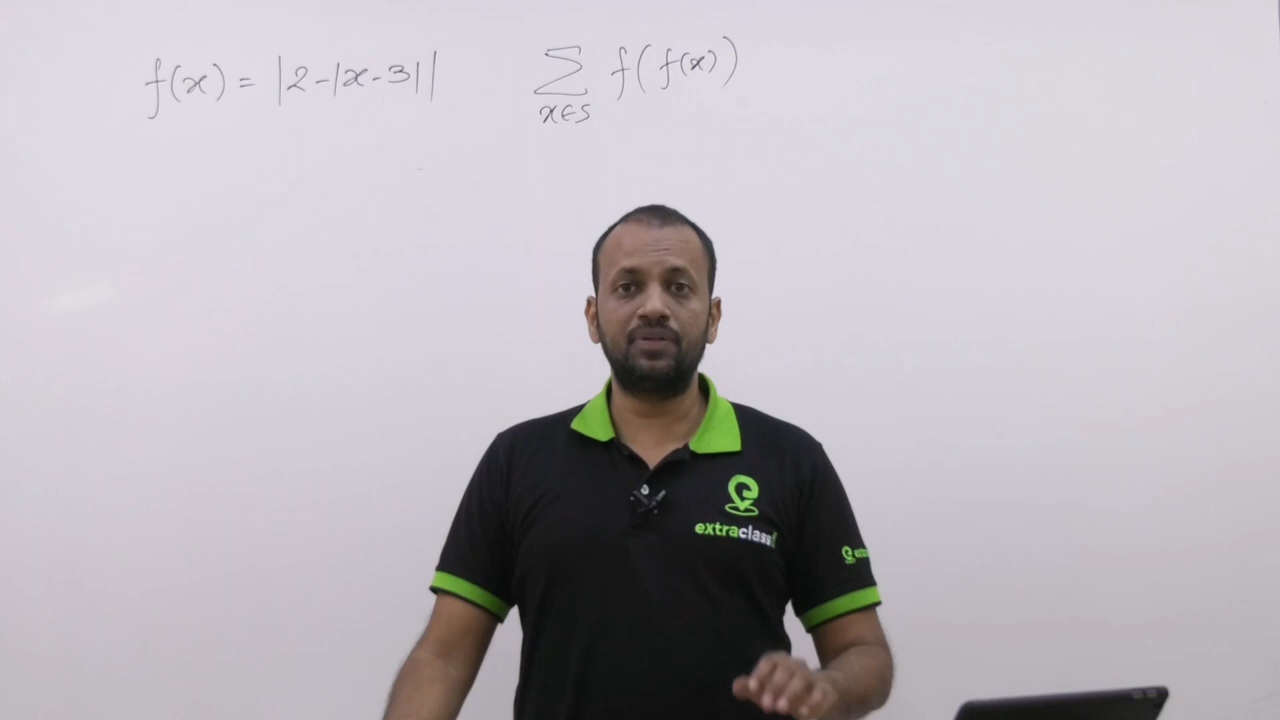 f(x) = |2-|x-3||
∑ f(f(x))
x∈S
extraclass